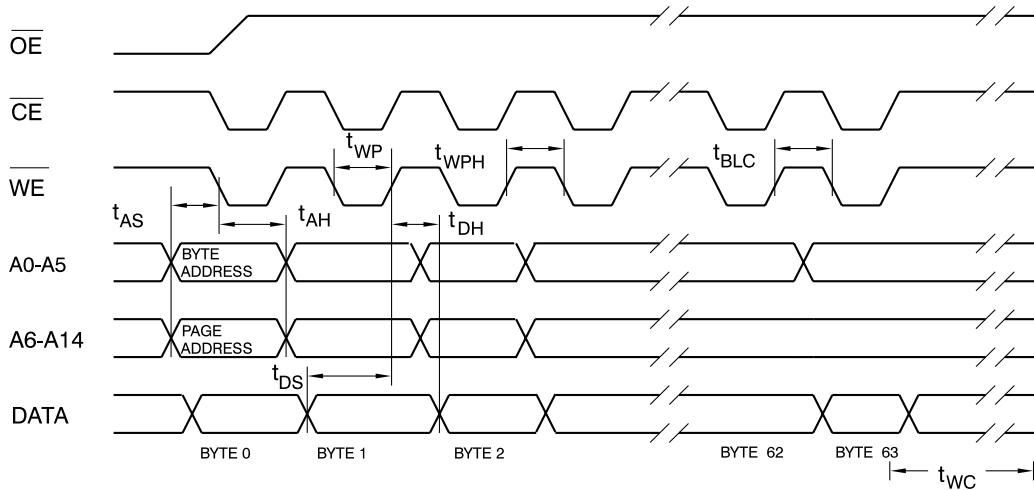 OE
CE
tWP
tWPH
tBLC
WE
tAS
tAH
tDH
A0-A5
BYTE
ADDRESS
A6-A14
PAGE
ADDRESS
tDS
DATA
BYTE 0
BYTE 1
BYTE 2
BYTE 62
BYTE 63
tWC